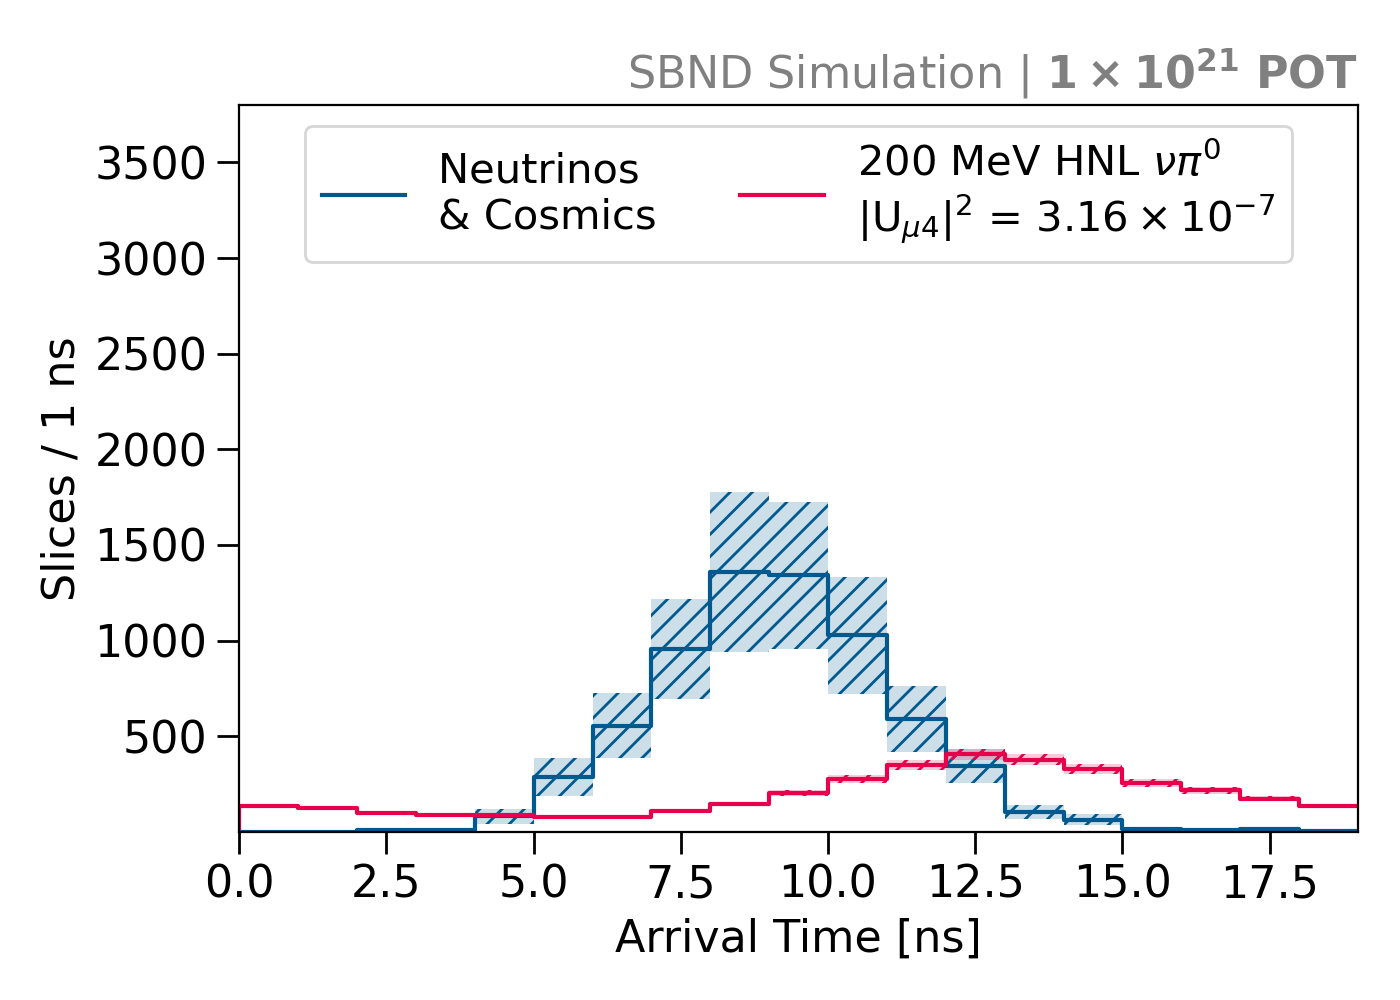 SBND Simulation | 1 × 10²¹ POT
Neutrinos
& Cosmics
200 MeV HNL νπ⁰
|U_μ4|² = 3.16 × 10⁻⁷
3500
3000
2500
2000
1500
1000
500
Slices / 1 ns
0.0 2.5 5.0 7.5 10.0 12.5 15.0 17.5
Arrival Time [ns]